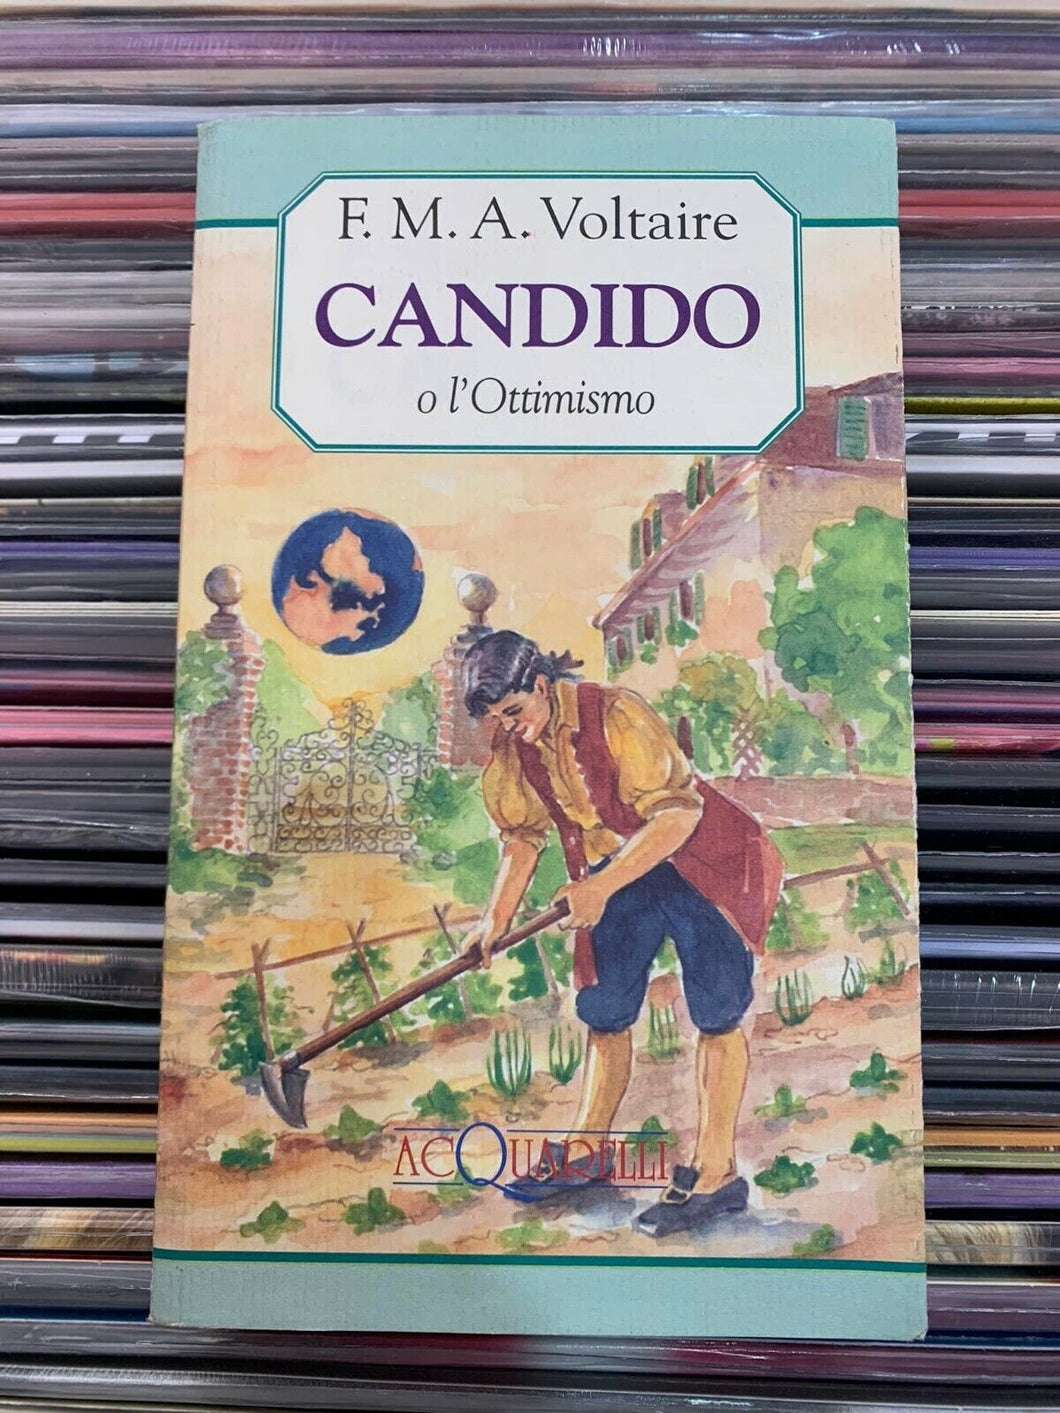 F. M. A. Voltaire
CANDIDO
o l'Ottimismo
ACQUARELLI